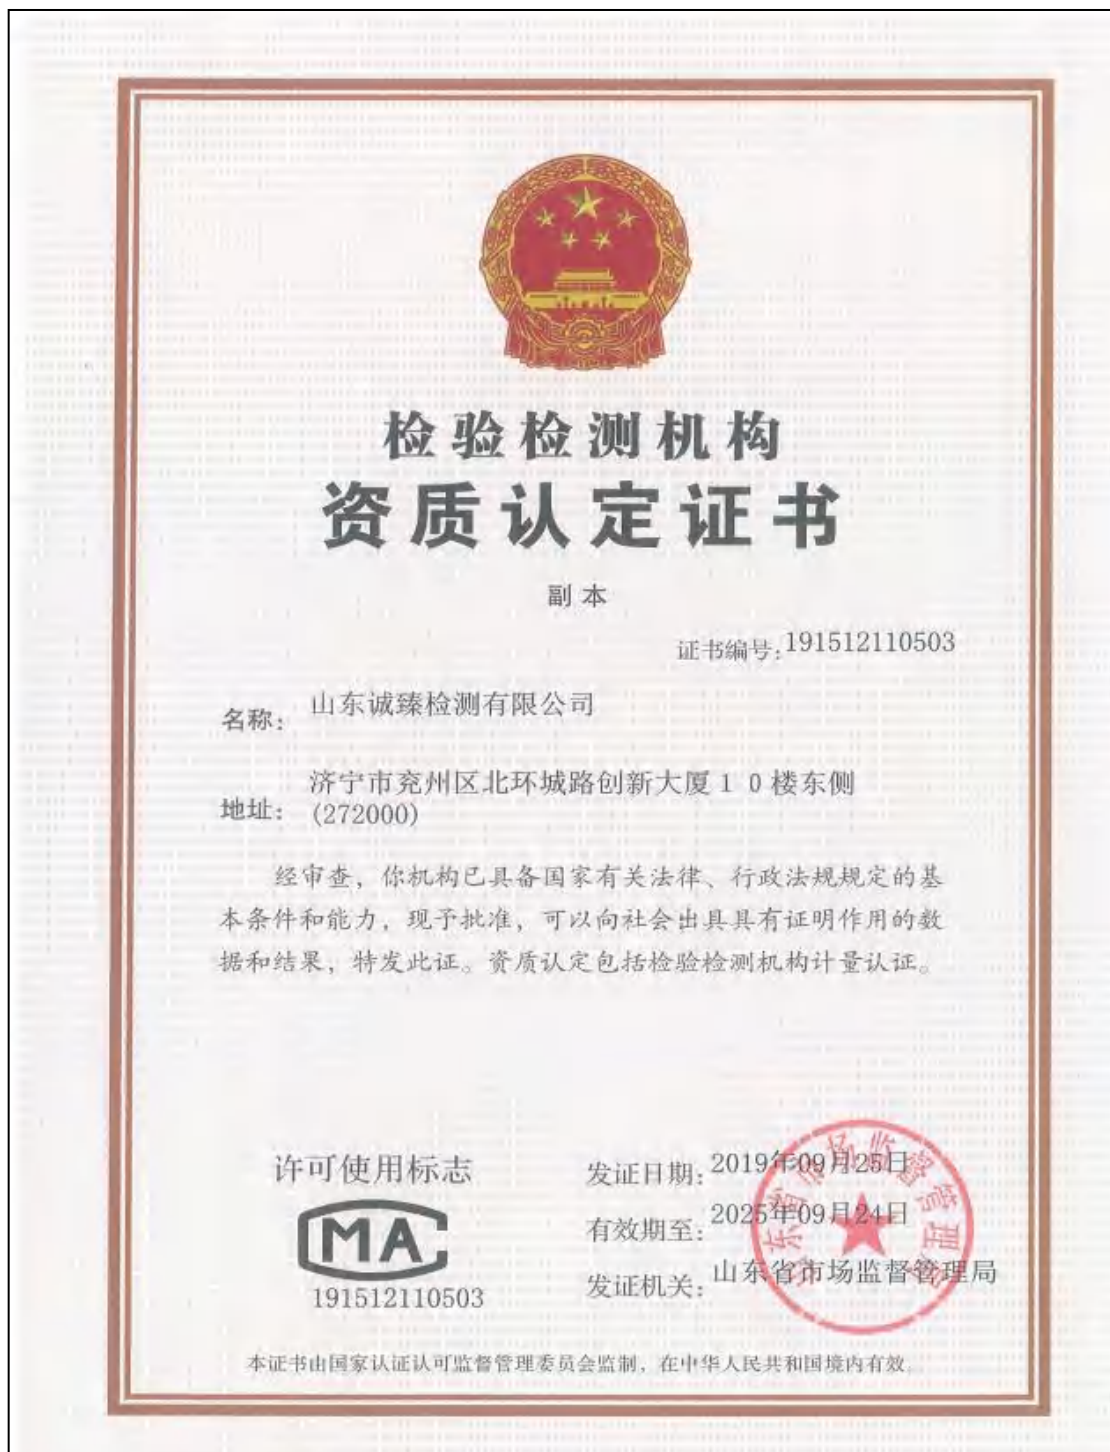 检验检测机构
资质认定证书
副本
证书编号:191512110503
名称: 山东诚臻检测有限公司
地址: 济宁市兖州区北环城路创新大厦10楼东侧
(272000)
经审查，你机构已具备国家有关法律、行政法规规定的基
本条件和能力，现予批准，可以向社会出具具有证明作用的数
据和结果，特发此证。资质认定包括检验检测机构计量认证。
许可使用标志
MA
191512110503
发证日期: 2019年09月25日
有效期至: 2025年09月24日
发证机关: 山东省市场监督管理局
山东省市场监督管理局
本证书由国家认证认可监督管理委员会监制，在中华人民共和国境内有效。